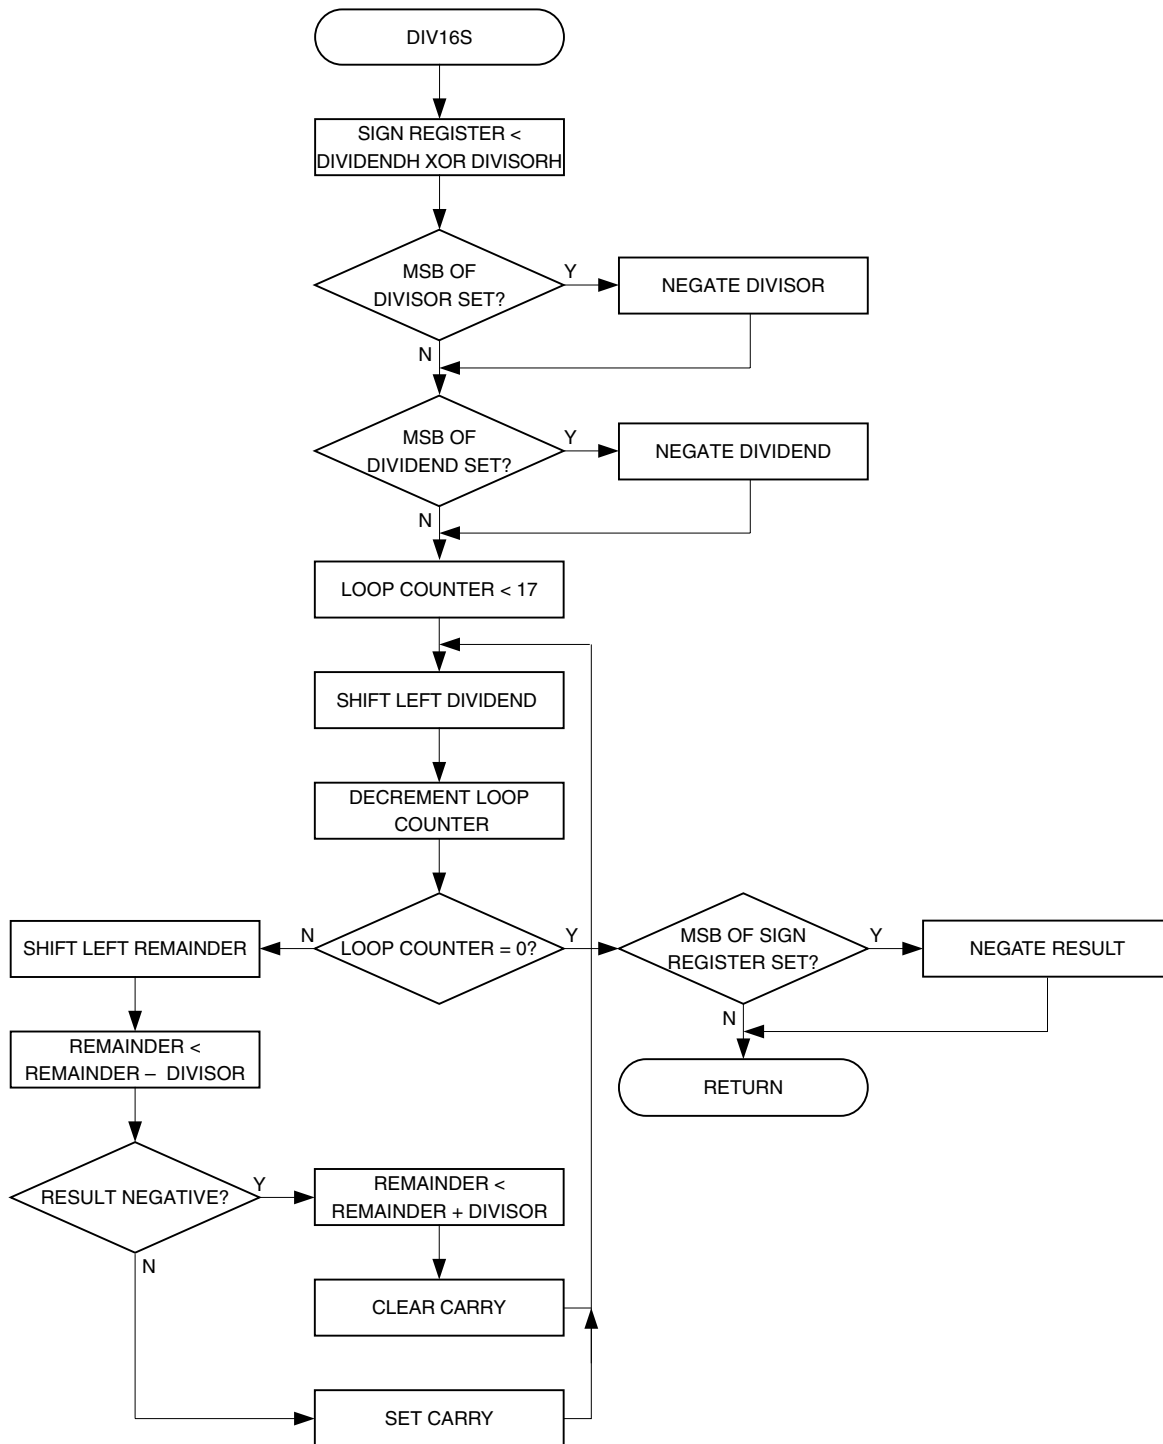 DIV16S
SIGN REGISTER <
DIVIDENDH XOR DIVISORH
MSB OF
DIVISOR SET?
Y
NEGATE DIVISOR
N
MSB OF
DIVIDEND SET?
Y
NEGATE DIVIDEND
N
LOOP COUNTER < 17
SHIFT LEFT DIVIDEND
DECREMENT LOOP
COUNTER
SHIFT LEFT REMAINDER
N
LOOP COUNTER = 0?
Y
MSB OF SIGN
REGISTER SET?
Y
NEGATE RESULT
N
REMAINDER <
REMAINDER – DIVISOR
RETURN
RESULT NEGATIVE?
Y
REMAINDER <
REMAINDER + DIVISOR
N
CLEAR CARRY
SET CARRY